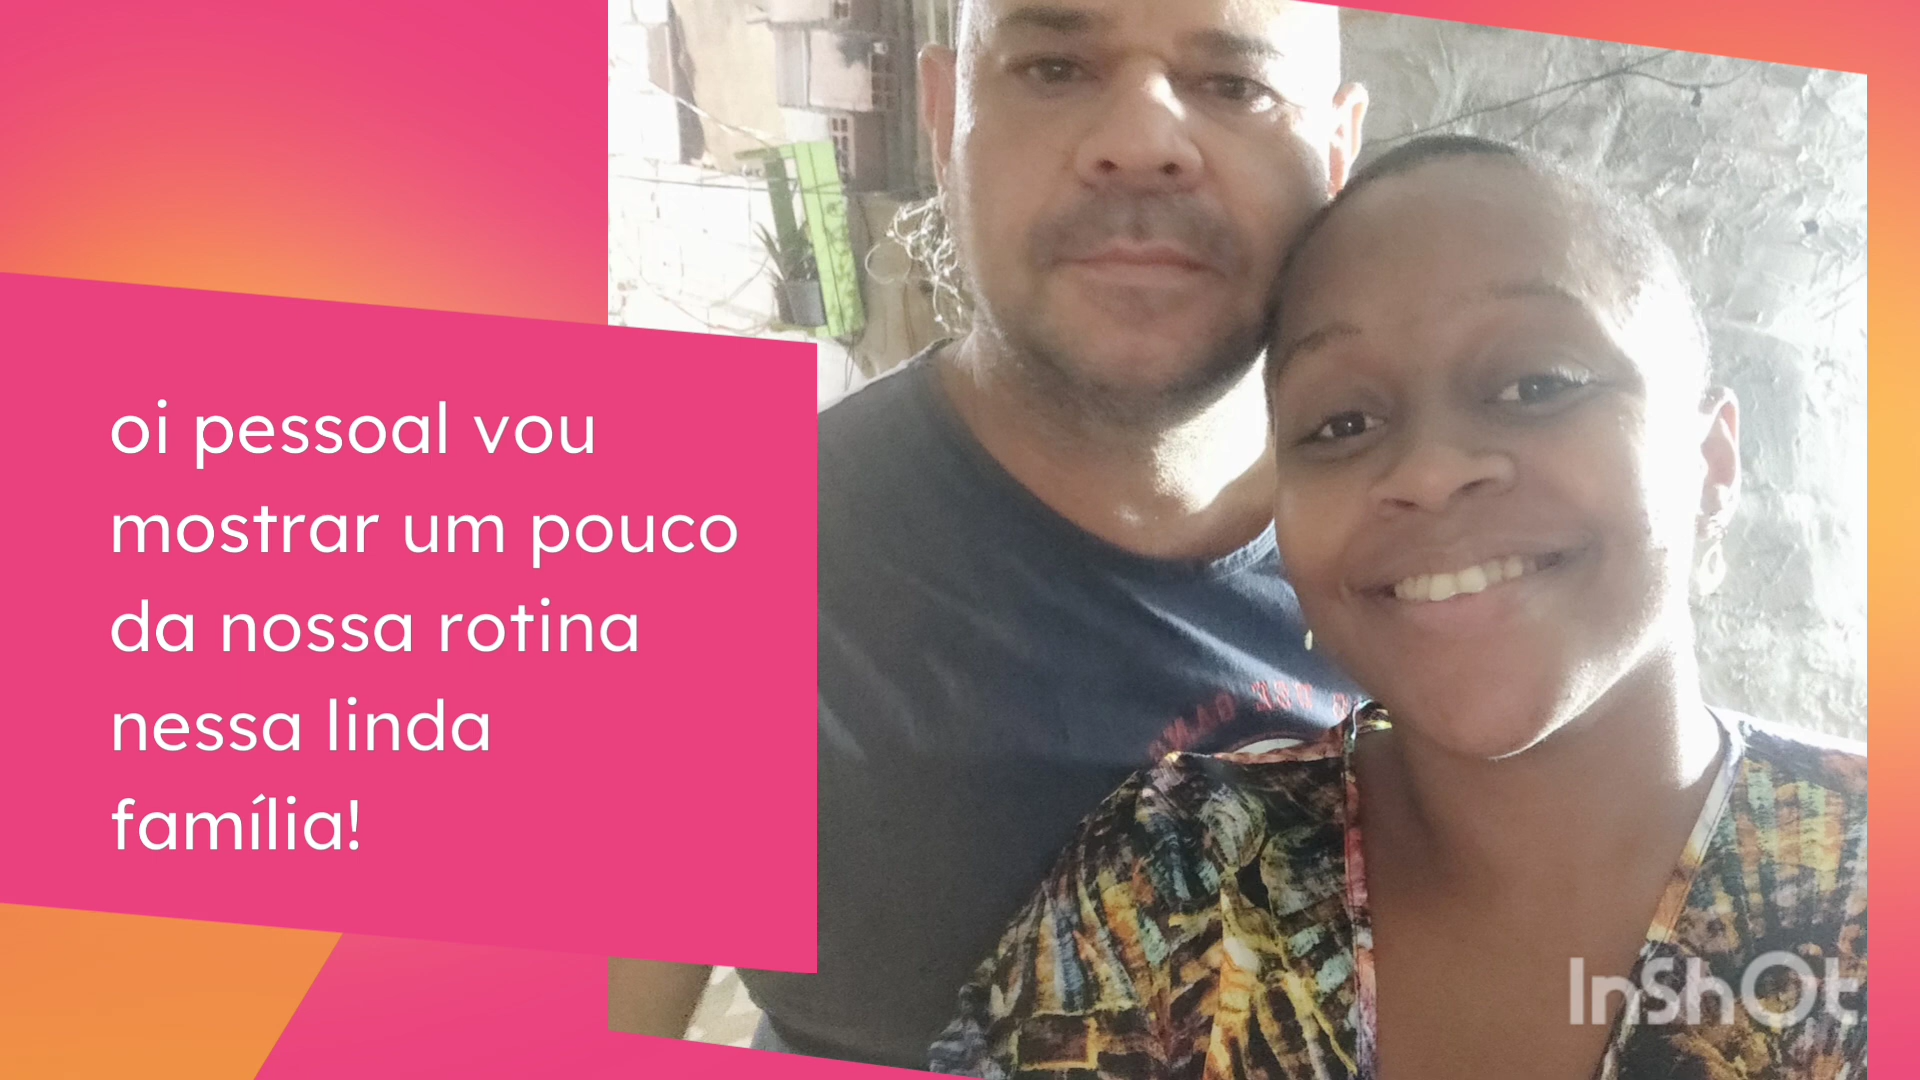 oi pessoal vou
mostrar um pouco
da nossa rotina
nessa linda
família!
InShOt